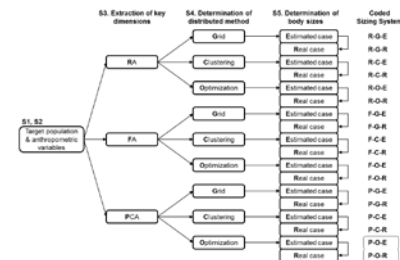 S3. Extraction of key dimensions
S4. Determination of distributed method
S5. Determination of body sizes
Coded Sizing System
Grid
Estimated case
R-G-E
Real case
R-G-R
RA
Clustering
Estimated case
R-C-E
Real case
R-C-R
Optimization
Estimated case
R-O-E
Real case
R-O-R
S1, S2
Target population & anthropometric variables
Grid
Estimated case
F-G-E
Real case
F-G-R
FA
Clustering
Estimated case
F-C-E
Real case
F-C-R
Optimization
Estimated case
F-O-E
Real case
F-O-R
Grid
Estimated case
P-G-E
Real case
P-G-R
PCA
Clustering
Estimated case
P-C-E
Real case
P-C-R
Optimization
Estimated case
P-O-E
Real case
P-O-R